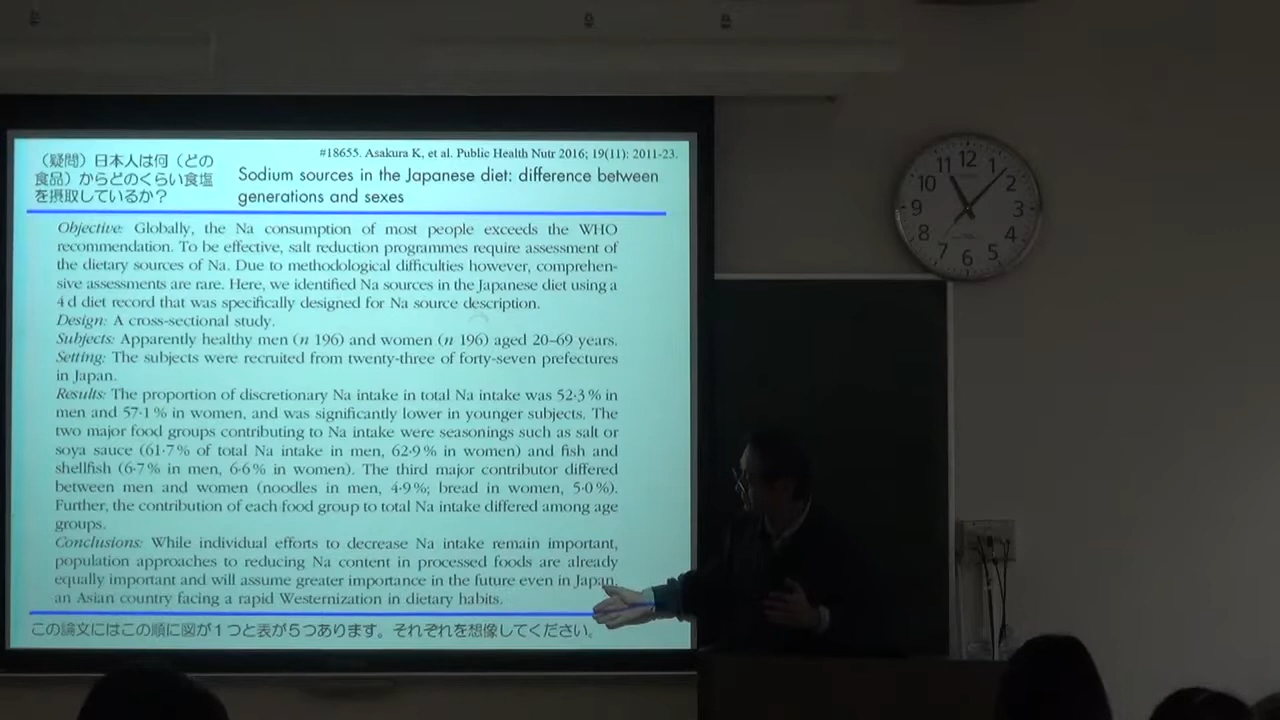 （疑問）日本人は何（どの
食品）からどのくらい食塩
を摂取しているか？
#18655. Asakura K, et al. Public Health Nutr 2016; 19(11): 2011-23.
Sodium sources in the Japanese diet: difference between
generations and sexes
Objective: Globally, the Na consumption of most people exceeds the WHO
recommendation. To be effective, salt reduction programmes require assessment of
the dietary sources of Na. Due to methodological difficulties however, comprehen-
sive assessments are rare. Here, we identified Na sources in the Japanese diet using a
4 d diet record that was specifically designed for Na source description.
Design: A cross-sectional study.
Subjects: Apparently healthy men (n 196) and women (n 196) aged 20–69 years.
Setting: The subjects were recruited from twenty-three of forty-seven prefectures
in Japan.
Results: The proportion of discretionary Na intake in total Na intake was 52·3 % in
men and 57·1 % in women, and was significantly lower in younger subjects. The
two major food groups contributing to Na intake were seasonings such as salt or
soya sauce (61·7 % of total Na intake in men, 62·9 % in women) and fish and
shellfish (6·7 % in men, 6·6 % in women). The third major contributor differed
between men and women (noodles in men, 4·9 %; bread in women, 5·0 %).
Further, the contribution of each food group to total Na intake differed among age
groups.
Conclusions: While individual efforts to decrease Na intake remain important,
population approaches to reducing Na content in processed foods are already
equally important and will assume greater importance in the future even in Japan,
an Asian country facing a rapid Westernization in dietary habits.
この論文にはこの順に図が１つと表が５つあります。それぞれを想像してください。
12
1
2
3
4
5
6
7
8
9
10
11